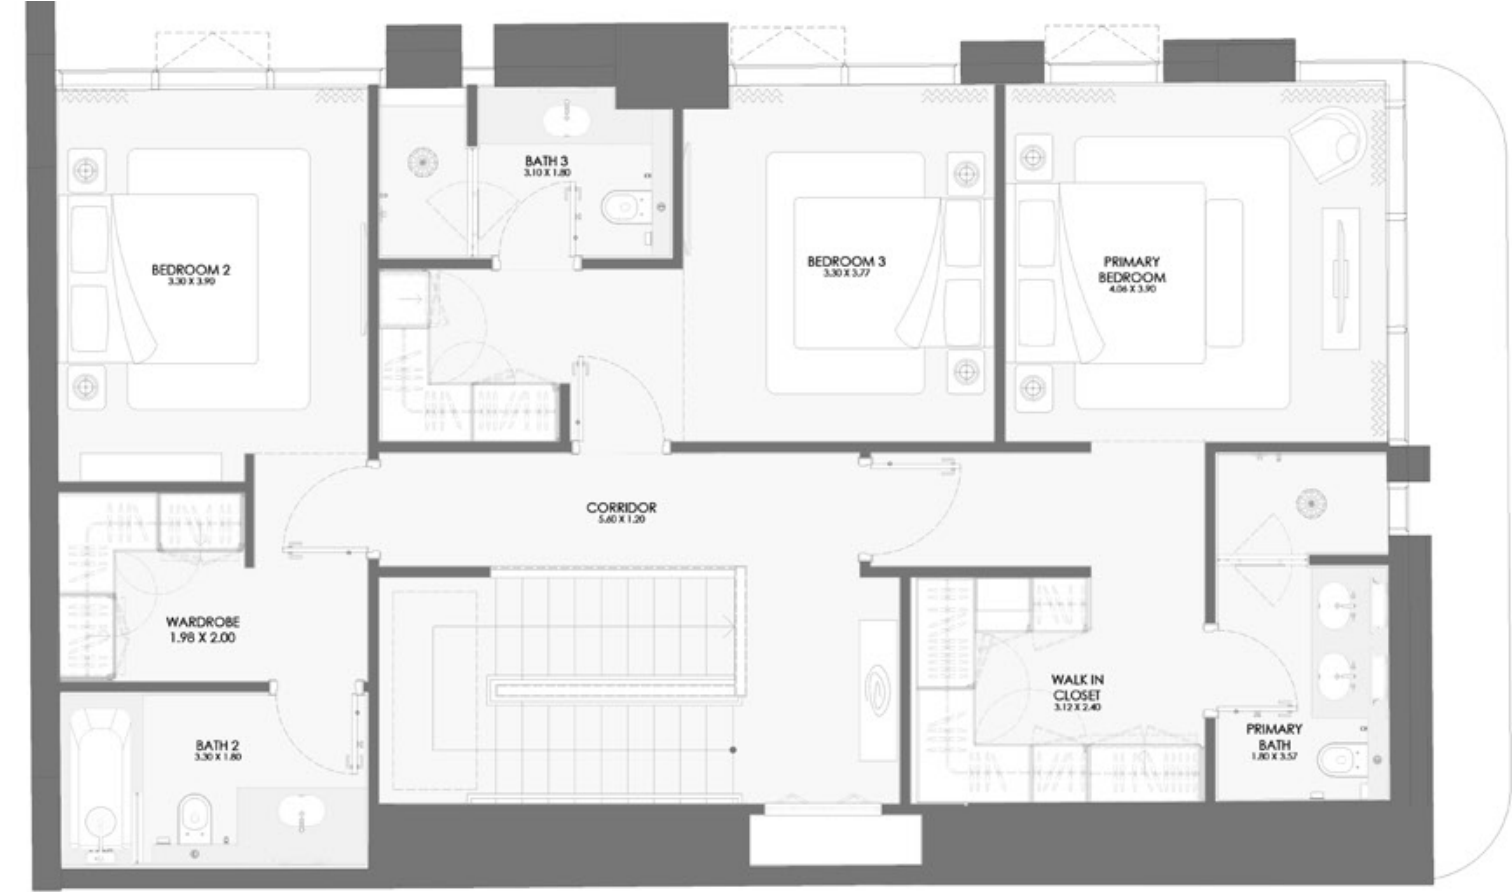 BATH 3
3.10 X 1.80
BEDROOM 2
3.30 X 3.90
BEDROOM 3
3.30 X 3.77
PRIMARY
BEDROOM
4.06 X 3.90
CORRIDOR
5.60 X 1.20
WARDROBE
1.98 X 2.00
WALK IN
CLOSET
3.12 X 2.40
PRIMARY
BATH
1.80 X 3.57
BATH 2
3.30 X 1.80